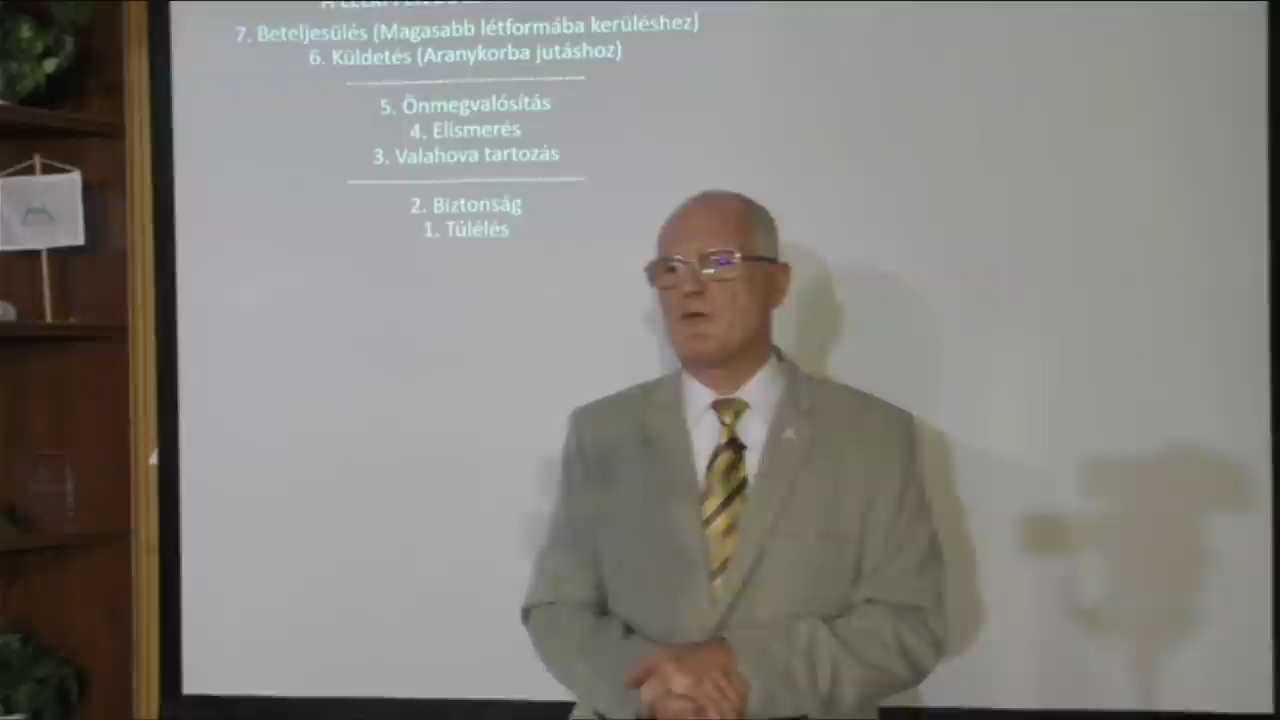 7. Beteljesülés (Magasabb létformába kerüléshez)
6. Küldetés (Aranykorba jutáshoz)
5. Önmegvalósítás
4. Elismerés
3. Valahova tartozás
2. Biztonság
1. Túlélés